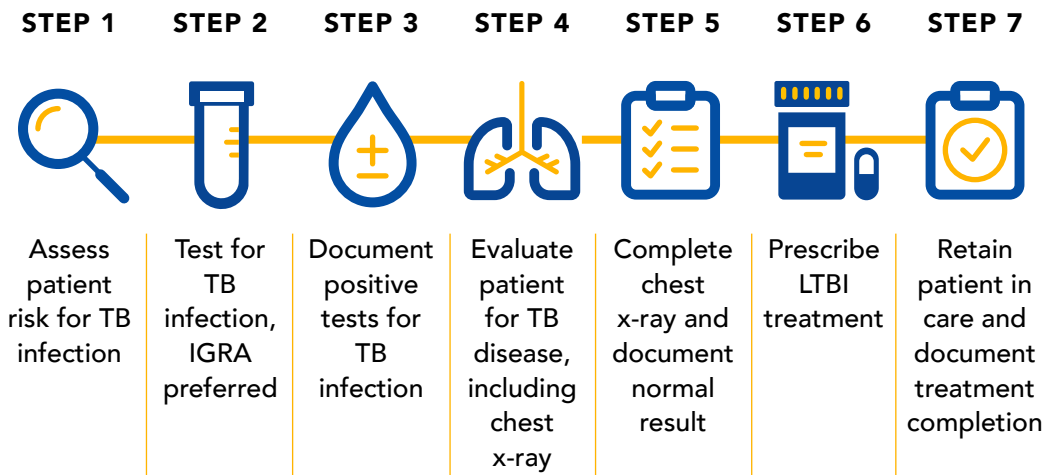 STEP 1
STEP 2
STEP 3
STEP 4
STEP 5
STEP 6
STEP 7
Assess
patient
risk for TB
infection
Test for
TB
infection,
IGRA
preferred
Document
positive
tests for
TB
infection
Evaluate
patient
for TB
disease,
including
chest
x-ray
Complete
chest
x-ray and
document
normal
result
Prescribe
LTBI
treatment
Retain
patient in
care and
document
treatment
completion